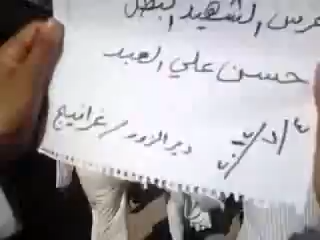 عرس الشهيد البطل
حسن علي العبد
دير الزور / غرانيج